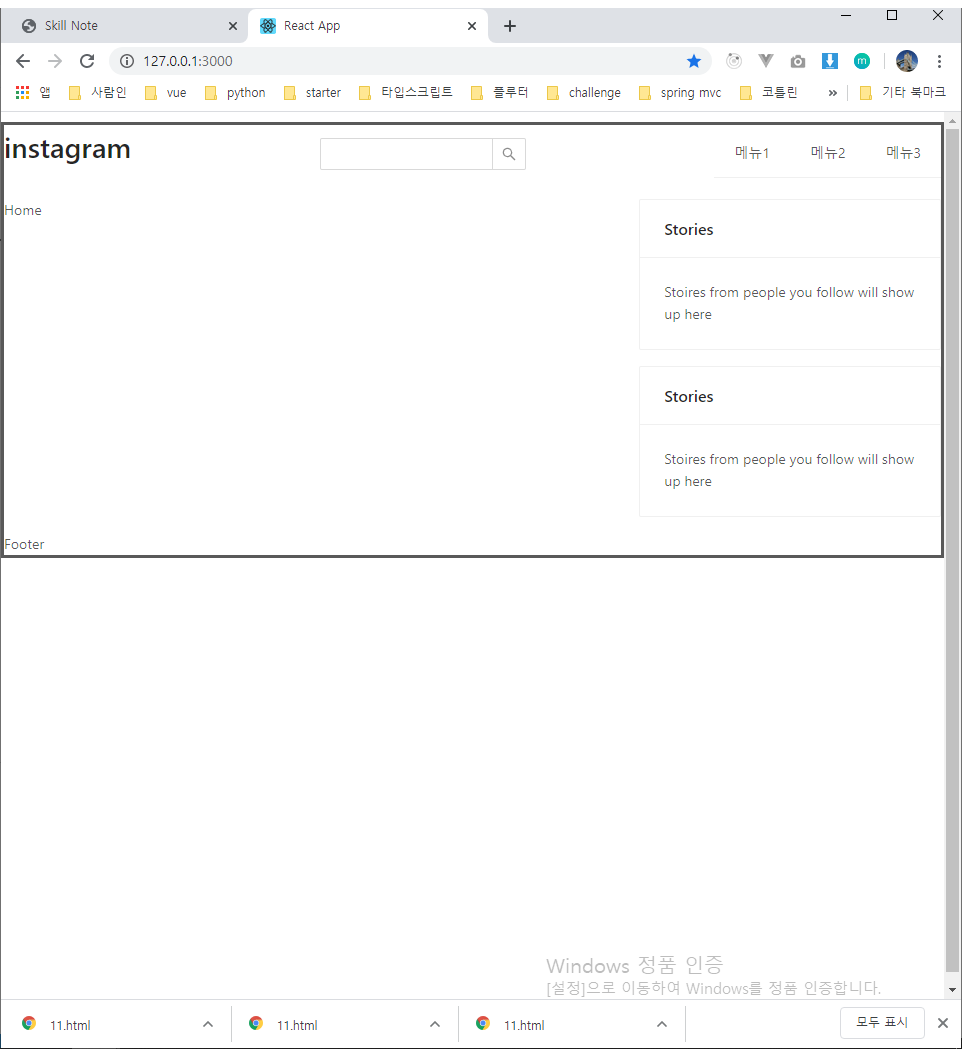 Skill Note
React App
127.0.0.1:3000
앱 사람인 vue python starter 타입스크립트 플루터 challenge spring mvc 코틀린 » 기타 북마크
instagram
메뉴1 메뉴2 메뉴3
Home
Stories
Stoires from people you follow will show
up here
Stories
Stoires from people you follow will show
up here
Footer
Windows 정품 인증
[설정]으로 이동하여 Windows를 정품 인증합니다.
11.html 11.html 11.html 모두 표시